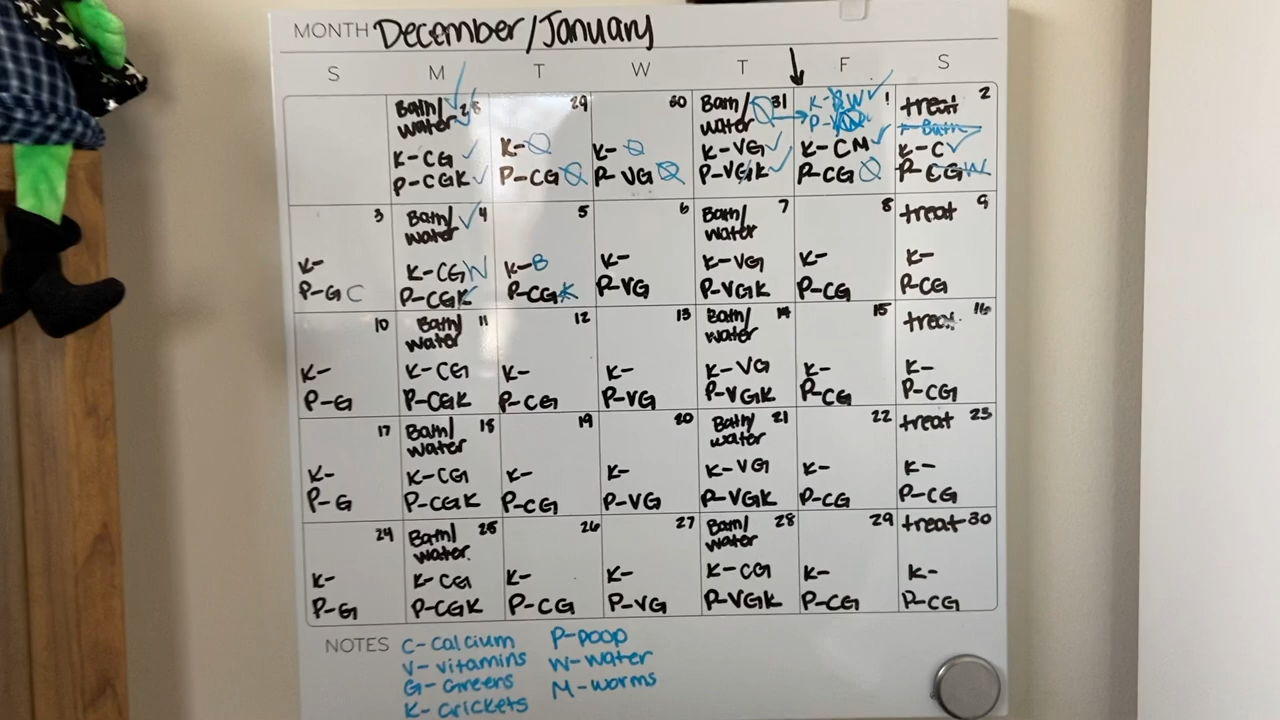 MONTH December/January
S M T W T F S
Bath/ 28
water
K-CG
P-CGK
29
K-
P-CG
30
K-
P-VG
Bath/ 31
water
K-VG
P-VGK
K-BW 1
P-
K-CM
P-CG
treat 2
Bath
K-C
P-CGW
3
K-
P-GC
Bath/ 4
water
K-CGW
P-CGK
5
K-B
P-CGK
6
K-
P-VG
Bath/ 7
water
K-VG
P-VGK
8
K-
P-CG
treat 9
K-
P-CG
10
K-
P-G
Bath/ 11
water
K-CG
P-CGK
12
K-
P-CG
13
K-
P-VG
Bath/ 14
water
K-VG
P-VGK
15
K-
P-CG
treat 16
K-
P-CG
17
K-
P-G
Bath/ 18
water
K-CG
P-CGK
19
K-
P-CG
20
K-
P-VG
Bath/ 21
water
K-VG
P-VGK
22
K-
P-CG
treat 23
K-
P-CG
24
K-
P-G
Bath/ 25
water
K-CG
P-CGK
26
K-
P-CG
27
K-
P-VG
Bath/ 28
water
K-CG
P-VGK
29
K-
P-CG
treat 30
K-
P-CG
NOTES
C-Calcium
V-vitamins
G-Greens
K-Crickets
P-poop
W-water
M-worms